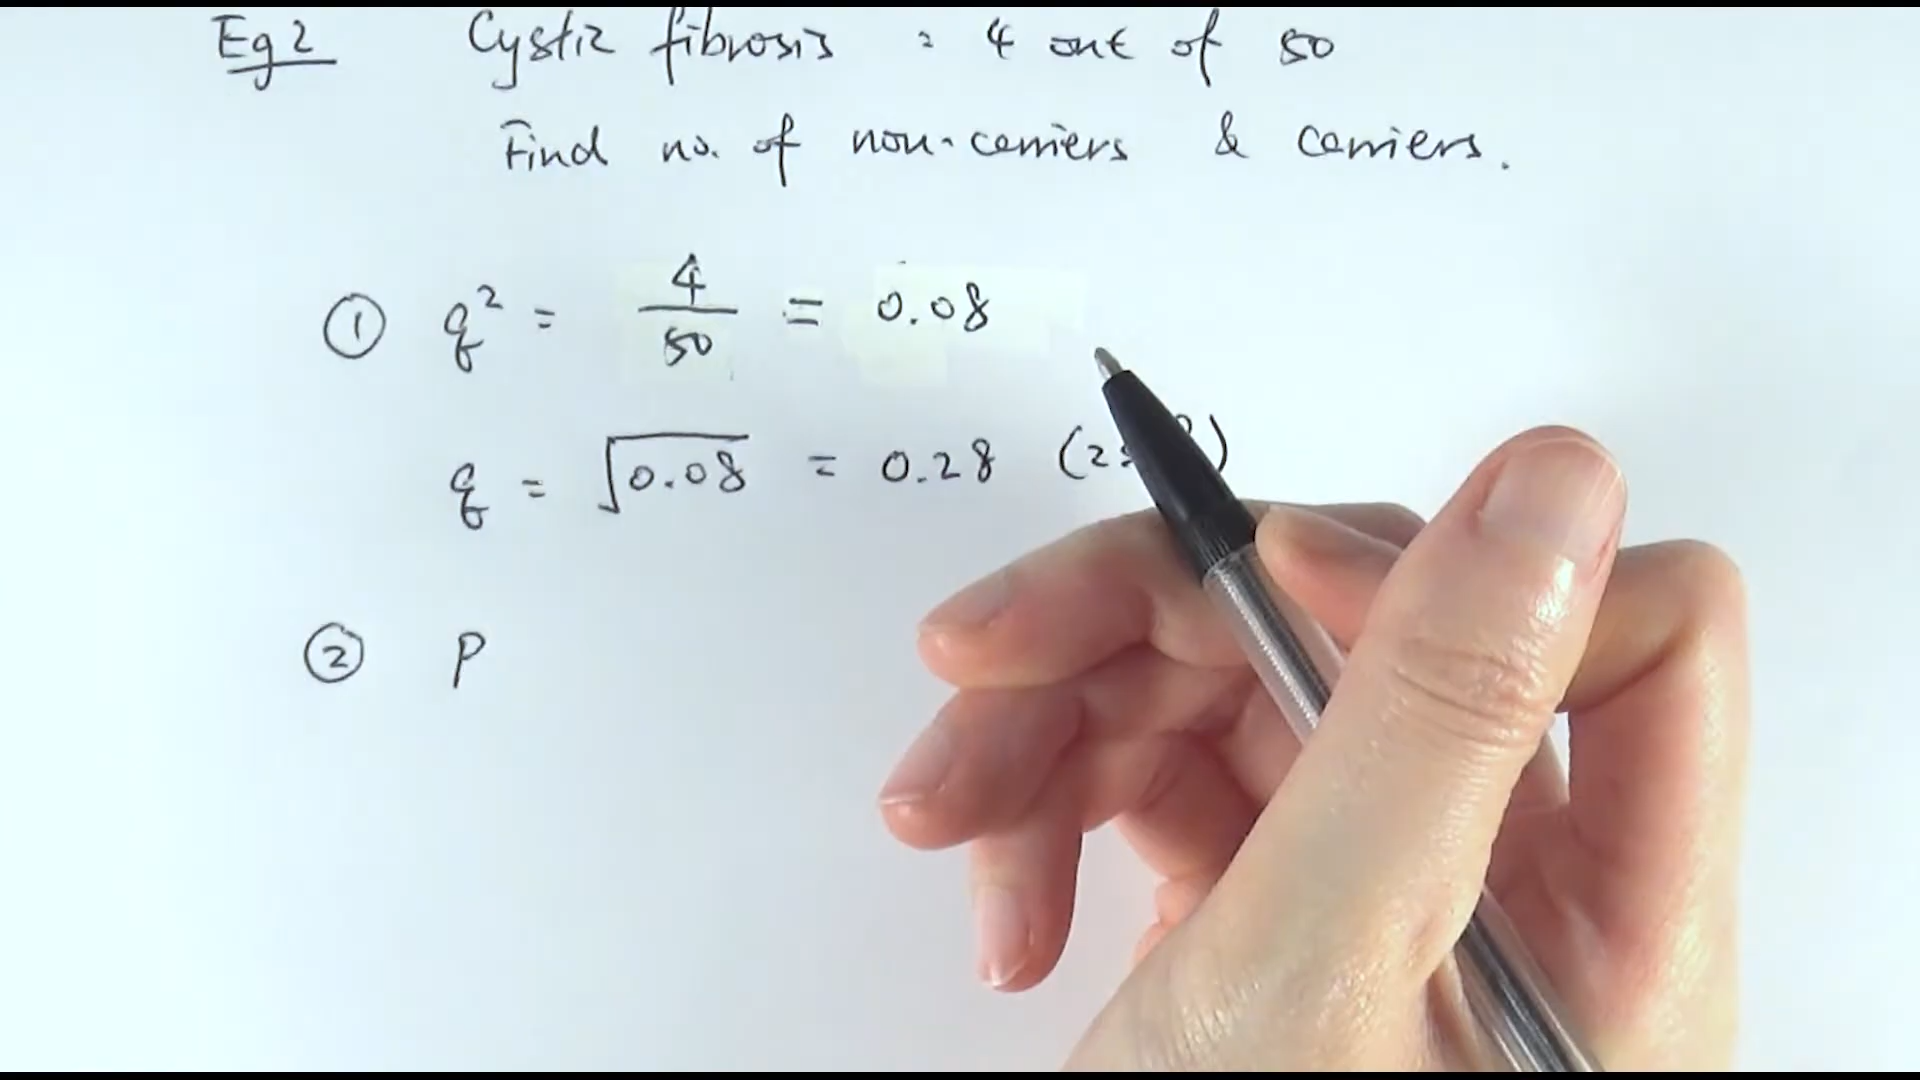 Eg 2 Cystic fibrosis = 4 out of 50
Find no. of non-carriers & carriers.
① q² = 4/50 = 0.08
q = √0.08 = 0.28
② p